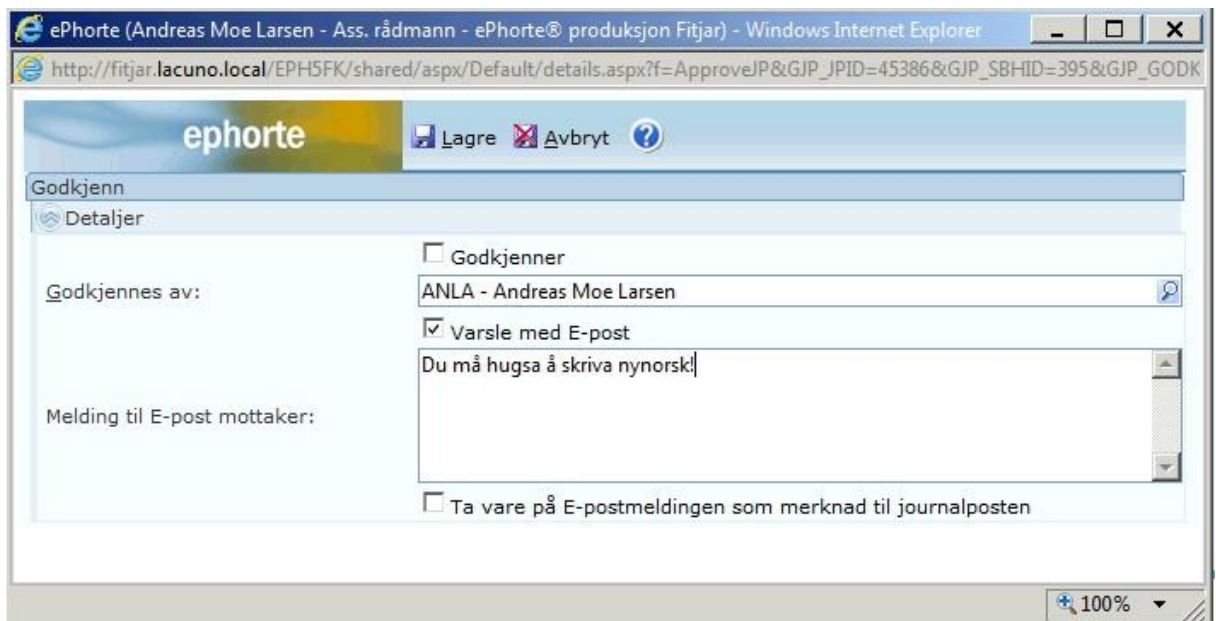 ePhorte (Andreas Moe Larsen - Ass. rådmann - ePhorte® produksjon Fitjar) - Windows Internet Explorer
http://fitjar.lacuno.local/EPH5FK/shared/aspx/Default/details.aspx?f=ApproveJP&GJP_JPID=45386&GJP_SBHID=395&GJP_GODK
ephorte Lagre Avbryt ?
Godkjenn
Detaljer
Godkjenner
Godkjennes av: ANLA - Andreas Moe Larsen
Varsle med E-post
Du må hugsa å skriva nynorsk!
Melding til E-post mottaker:
Ta vare på E-postmeldingen som merknad til journalposten
100%